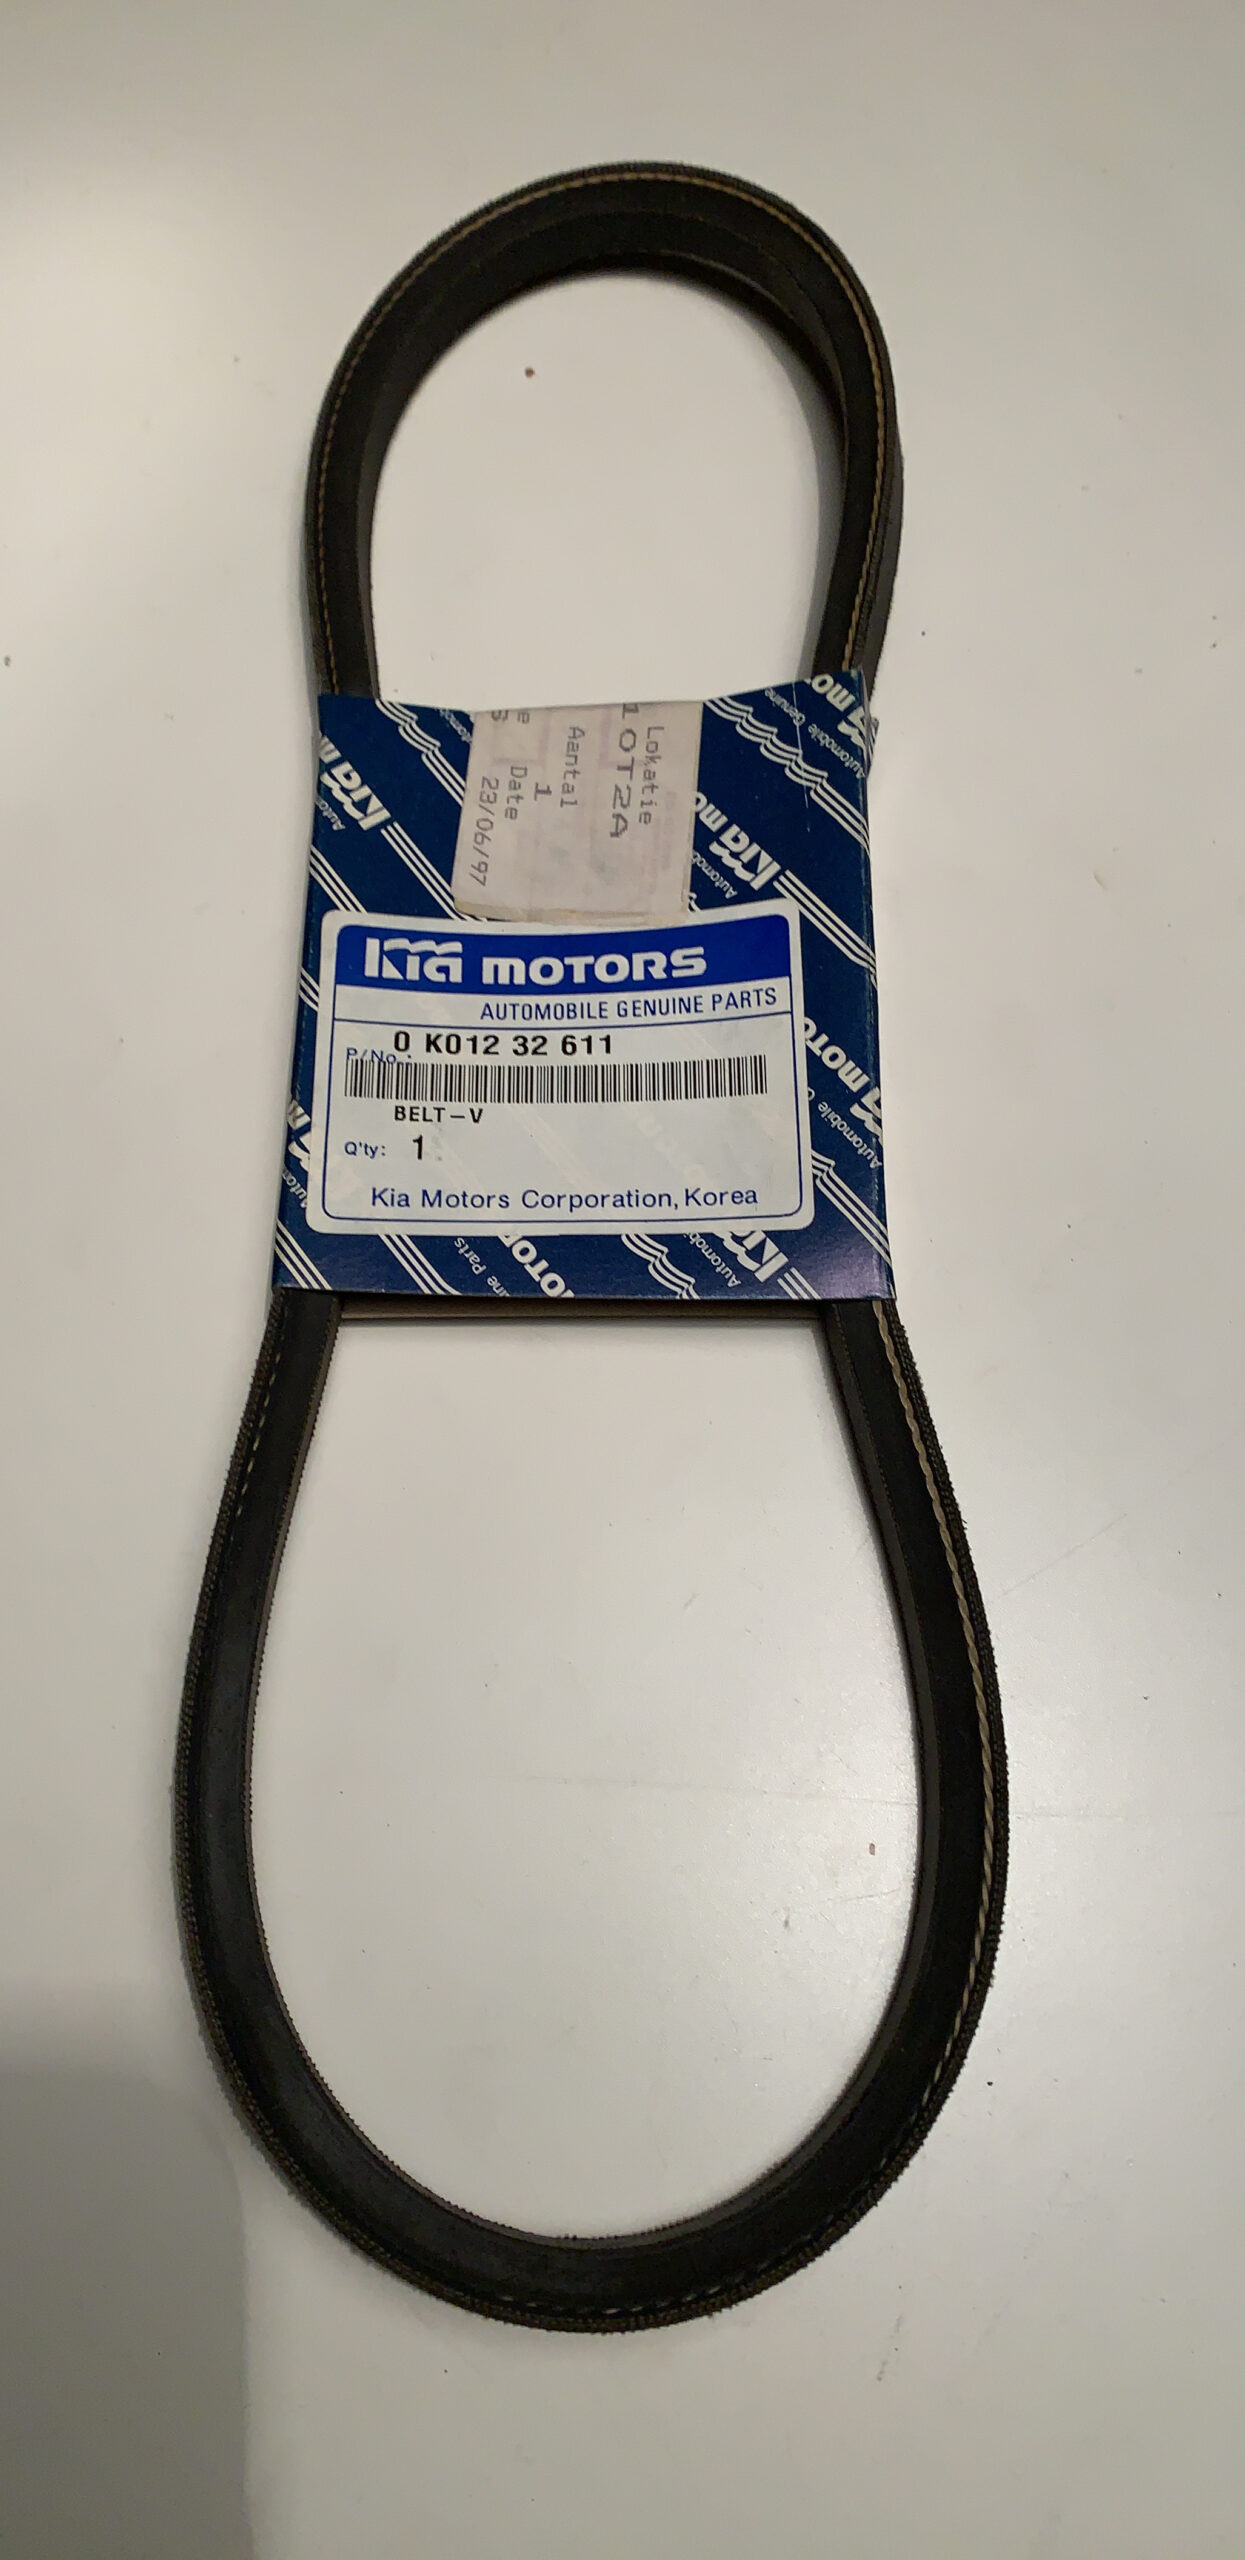 Lokatie
10T2A
Aantal
1
Date
23/06/97
KIA MOTORS
AUTOMOBILE GENUINE PARTS
0 K012 32 611
P/No.:
BELT-V
Q'ty: 1
Kia Motors Corporation, Korea